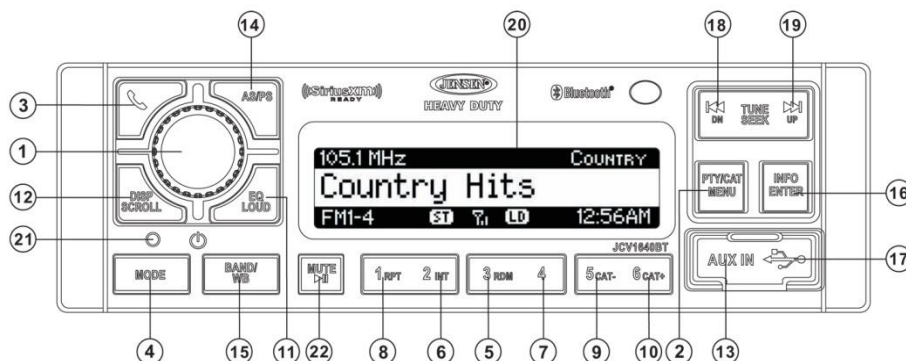 14
20
18
19
3
AS/PS
((SiriusXM))
READY
JENSEN
HEAVY DUTY
Bluetooth
DN
TUNE
SEEK
UP
1
105.1 MHz
COUNTRY
Country Hits
FM1-4
ST
LD
12:56AM
12
DISP
SCROLL
EQ
LOUD
PTY/CAT
MENU
INFO
ENTER
16
21
JCV1640BT
MODE
BAND/
WB
MUTE
1 RPT
2 INT
3 RDM
4
5 CAT-
6 CAT+
AUX IN
17
4
15
11
22
8
6
5
7
9
10
2
13